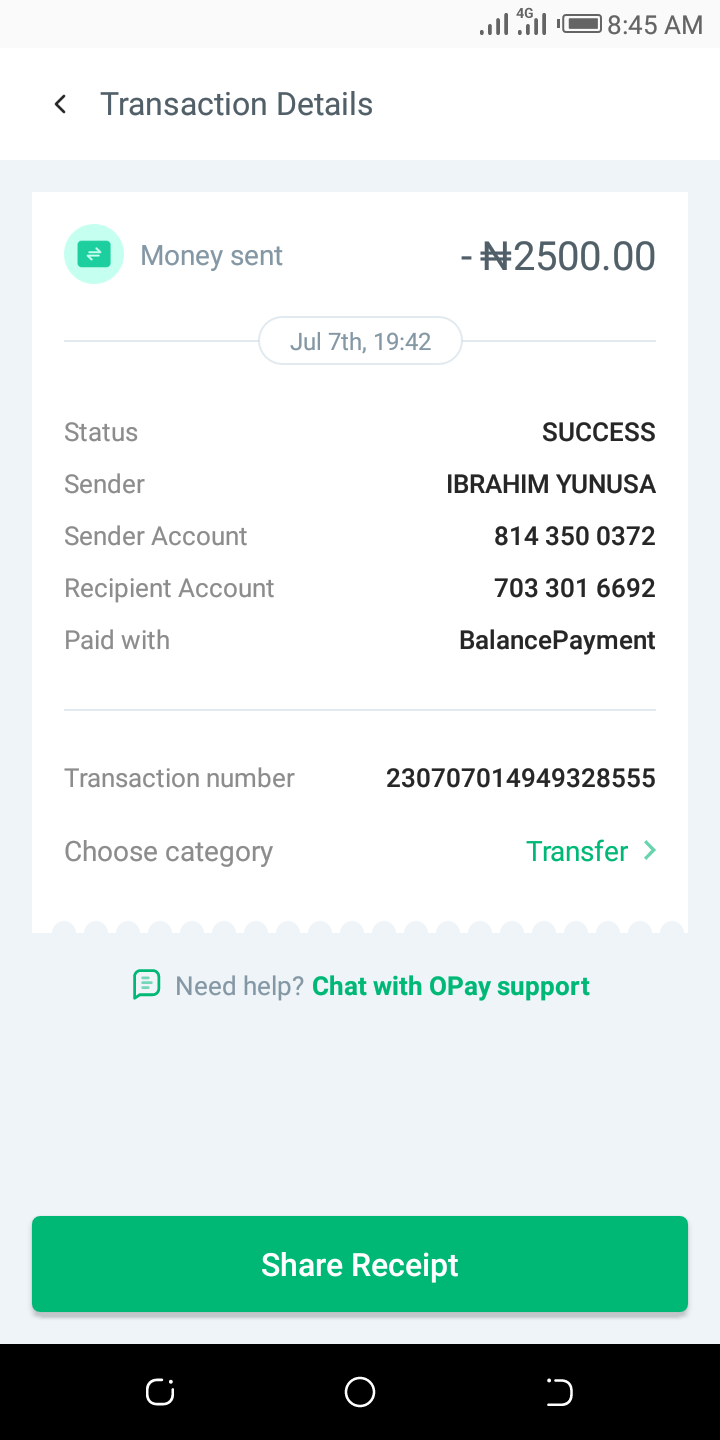 4G 8:45 AM
Transaction Details
Money sent - ₦2500.00
Jul 7th, 19:42
Status SUCCESS
Sender IBRAHIM YUNUSA
Sender Account 814 350 0372
Recipient Account 703 301 6692
Paid with BalancePayment
Transaction number 230707014949328555
Choose category Transfer
Need help? Chat with OPay support
Share Receipt